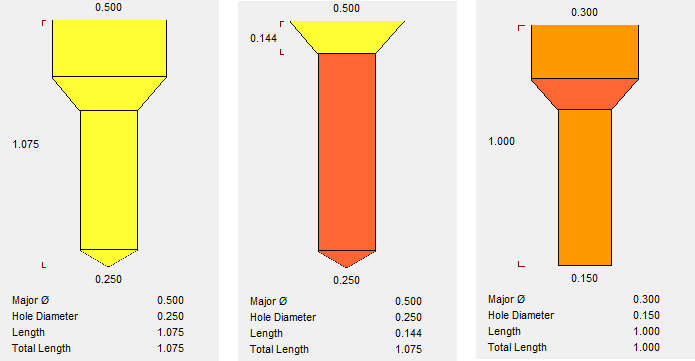 0.500
1.075
0.250
Major Ø 0.500
Hole Diameter 0.250
Length 1.075
Total Length 1.075
0.500
0.144
0.250
Major Ø 0.500
Hole Diameter 0.250
Length 0.144
Total Length 1.075
0.300
1.000
0.150
Major Ø 0.300
Hole Diameter 0.150
Length 1.000
Total Length 1.000